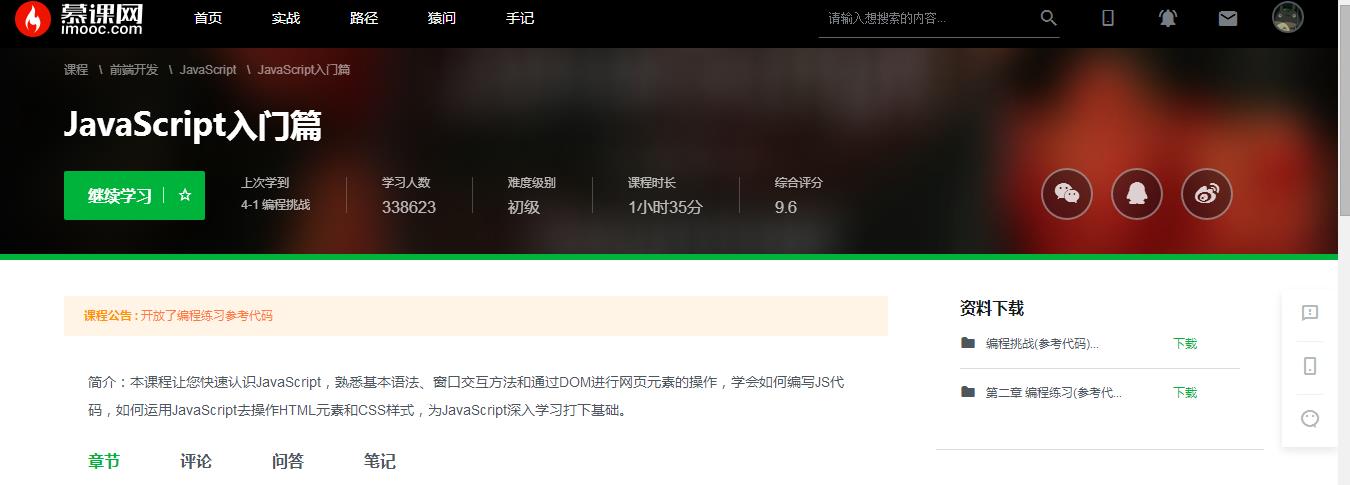 慕课网
imooc.com
首页 实战 路径 猿问 手记
请输入想搜索的内容...
课程 \ 前端开发 \ JavaScript \ JavaScript入门篇
JavaScript入门篇
继续学习
上次学到 学习人数 难度级别 课程时长 综合评分
4-1 编程挑战 338623 初级 1小时35分 9.6
课程公告 : 开放了编程练习参考代码
简介：本课程让您快速认识JavaScript，熟悉基本语法、窗口交互方法和通过DOM进行网页元素的操作，学会如何编写JS代
码，如何运用JavaScript去操作HTML元素和CSS样式，为JavaScript深入学习打下基础。
章节 评论 问答 笔记
资料下载
编程挑战(参考代码)... 下载
第二章 编程练习(参考代... 下载